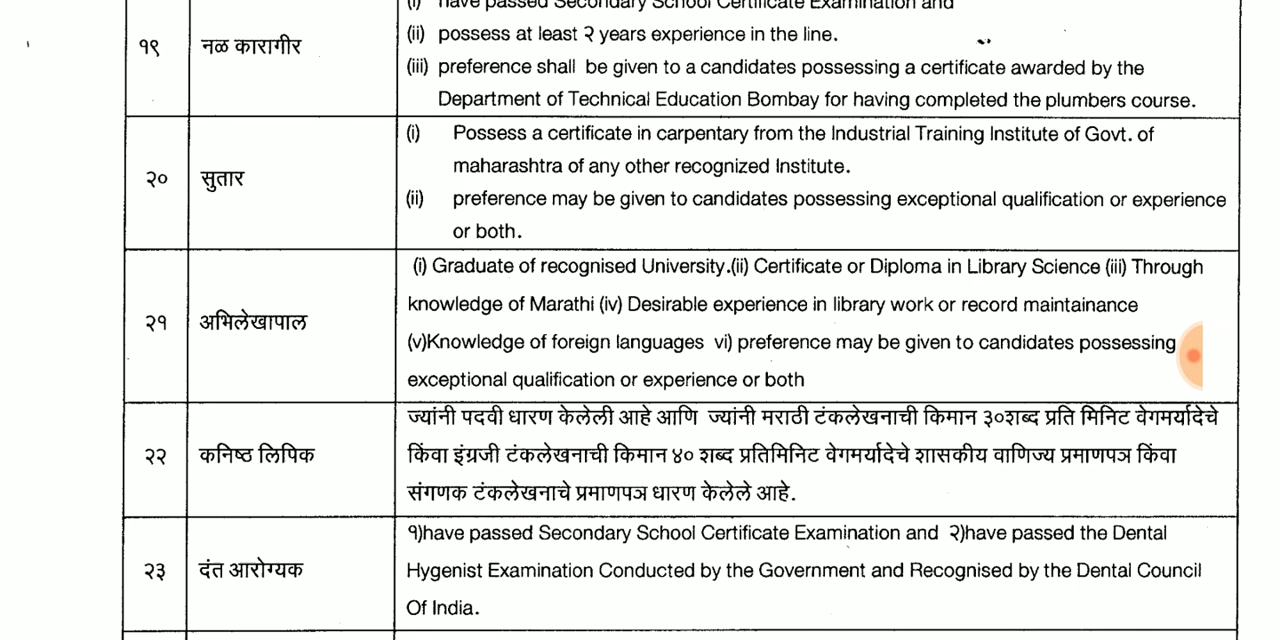 (i) have passed Secondary School Certificate Examination and
१९ नळ कारागीर (ii) possess at least २ years experience in the line.
(iii) preference shall be given to a candidates possessing a certificate awarded by the
Department of Technical Education Bombay for having completed the plumbers course.
(i) Possess a certificate in carpentary from the Industrial Training Institute of Govt. of
maharashtra of any other recognized Institute.
२० सुतार
(ii) preference may be given to candidates possessing exceptional qualification or experience
or both.
(i) Graduate of recognised University.(ii) Certificate or Diploma in Library Science (iii) Through
knowledge of Marathi (iv) Desirable experience in library work or record maintainance
२१ अभिलेखापाल
(v)Knowledge of foreign languages vi) preference may be given to candidates possessing
exceptional qualification or experience or both
ज्यांनी पदवी धारण केलेली आहे आणि ज्यांनी मराठी टंकलेखनाची किमान ३०शब्द प्रति मिनिट वेगमर्यादेचे
२२ कनिष्ठ लिपिक किंवा इंग्रजी टंकलेखनाची किमान ४० शब्द प्रतिमिनिट वेगमर्यादेचे शासकीय वाणिज्य प्रमाणपत्र किंवा
संगणक टंकलेखनाचे प्रमाणपत्र धारण केलेले आहे.
१)have passed Secondary School Certificate Examination and २)have passed the Dental
२३ दंत आरोग्यक Hygenist Examination Conducted by the Government and Recognised by the Dental Council
Of India.